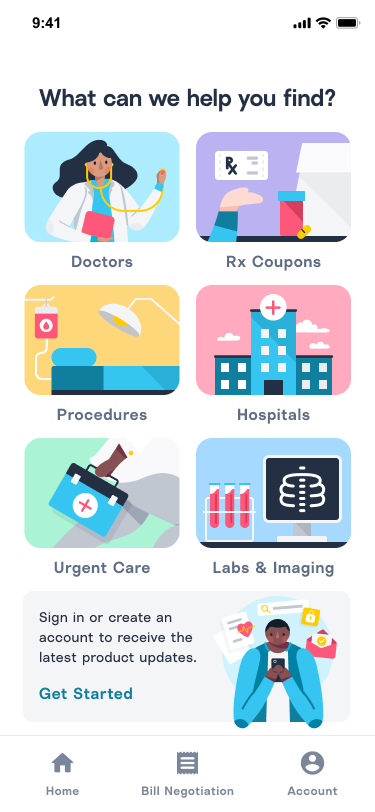 9:41
What can we help you find?
Rx
Doctors
Rx Coupons
Procedures
Hospitals
Urgent Care
Labs & Imaging
Sign in or create an
account to receive the
latest product updates.
Get Started
Home
Bill Negotiation
Account